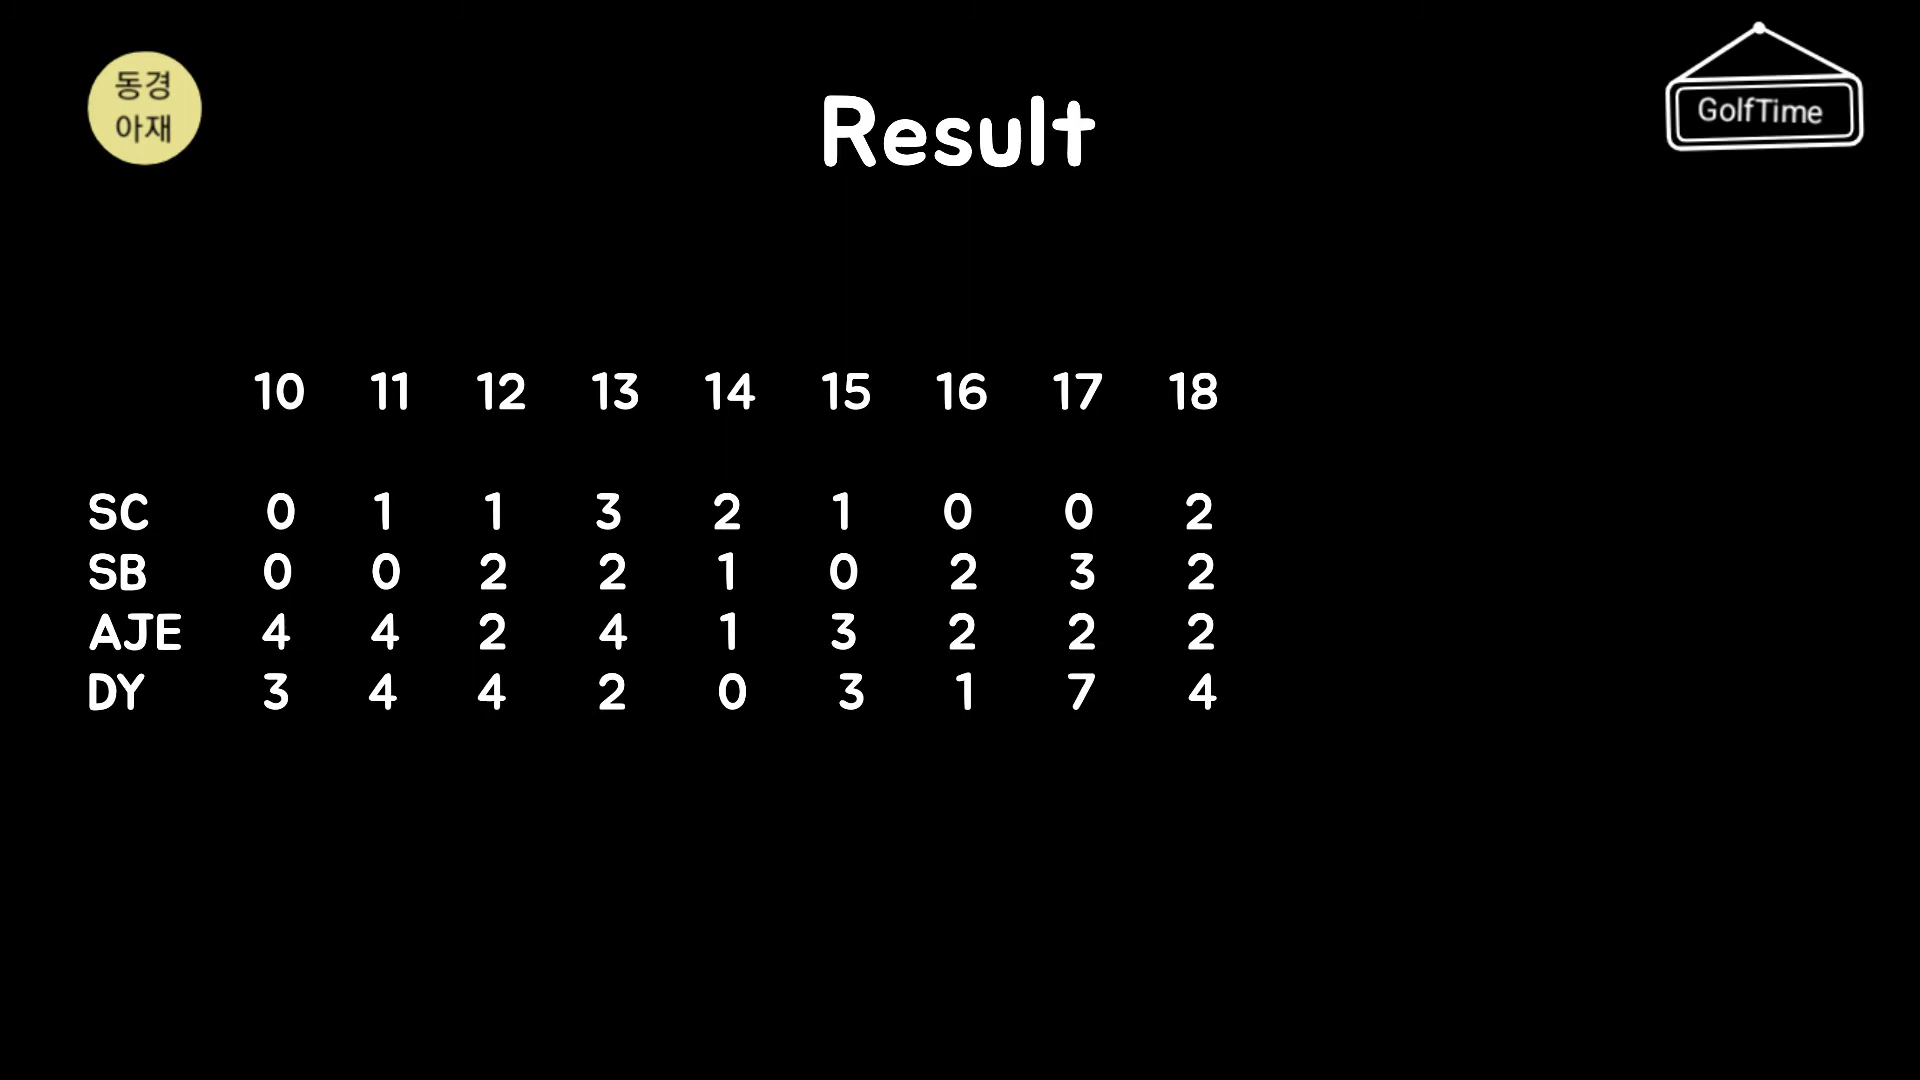 동경
아재
Result
GolfTime
10 11 12 13 14 15 16 17 18
SC 0 1 1 3 2 1 0 0 2
SB 0 0 2 2 1 0 2 3 2
AJE 4 4 2 4 1 3 2 2 2
DY 3 4 4 2 0 3 1 7 4